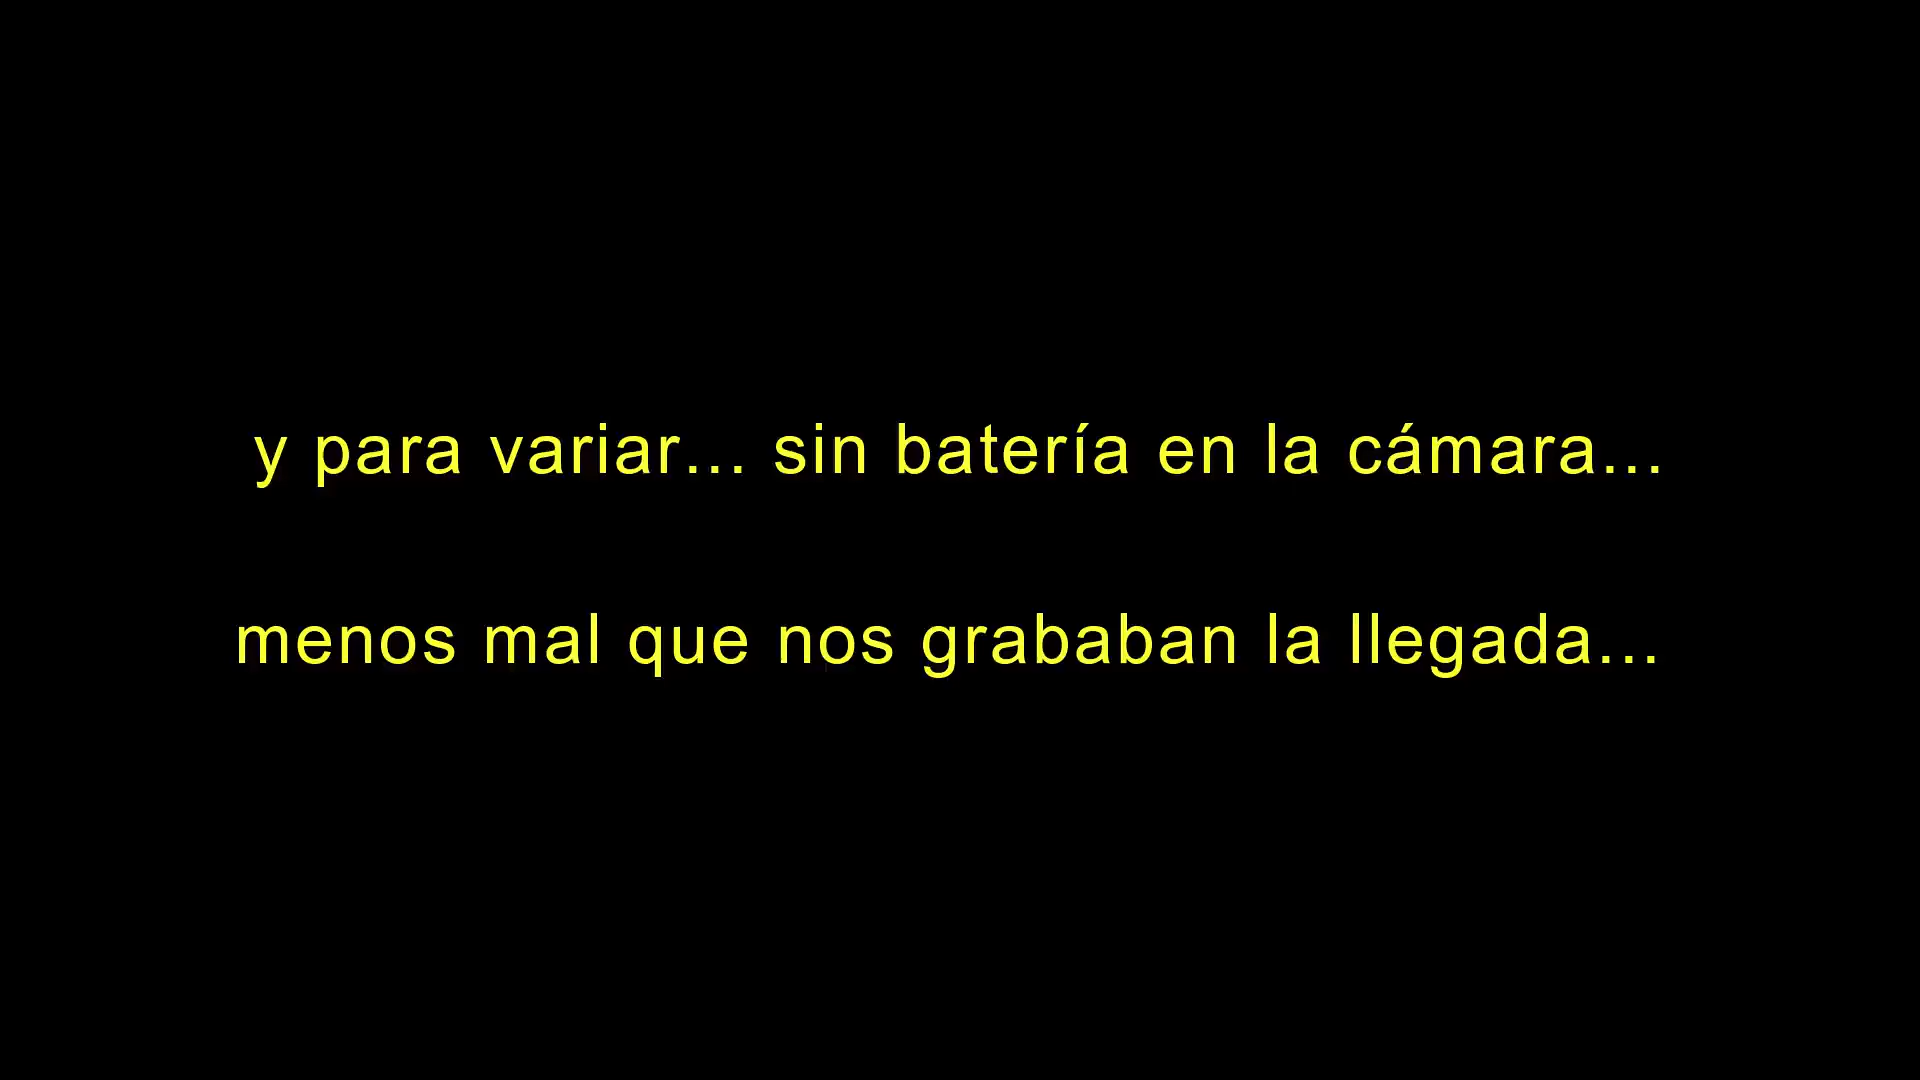 y para variar... sin batería en la cámara...
menos mal que nos grababan la llegada...